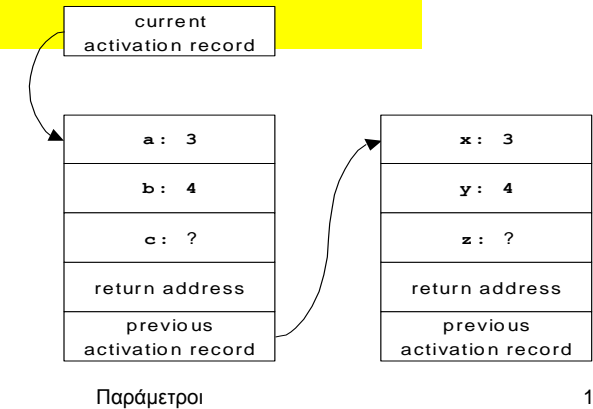 current
activation record
a: 3
b: 4
c: ?
return address
previous
activation record
x: 3
y: 4
z: ?
return address
previous
activation record
Παράμετροι
1